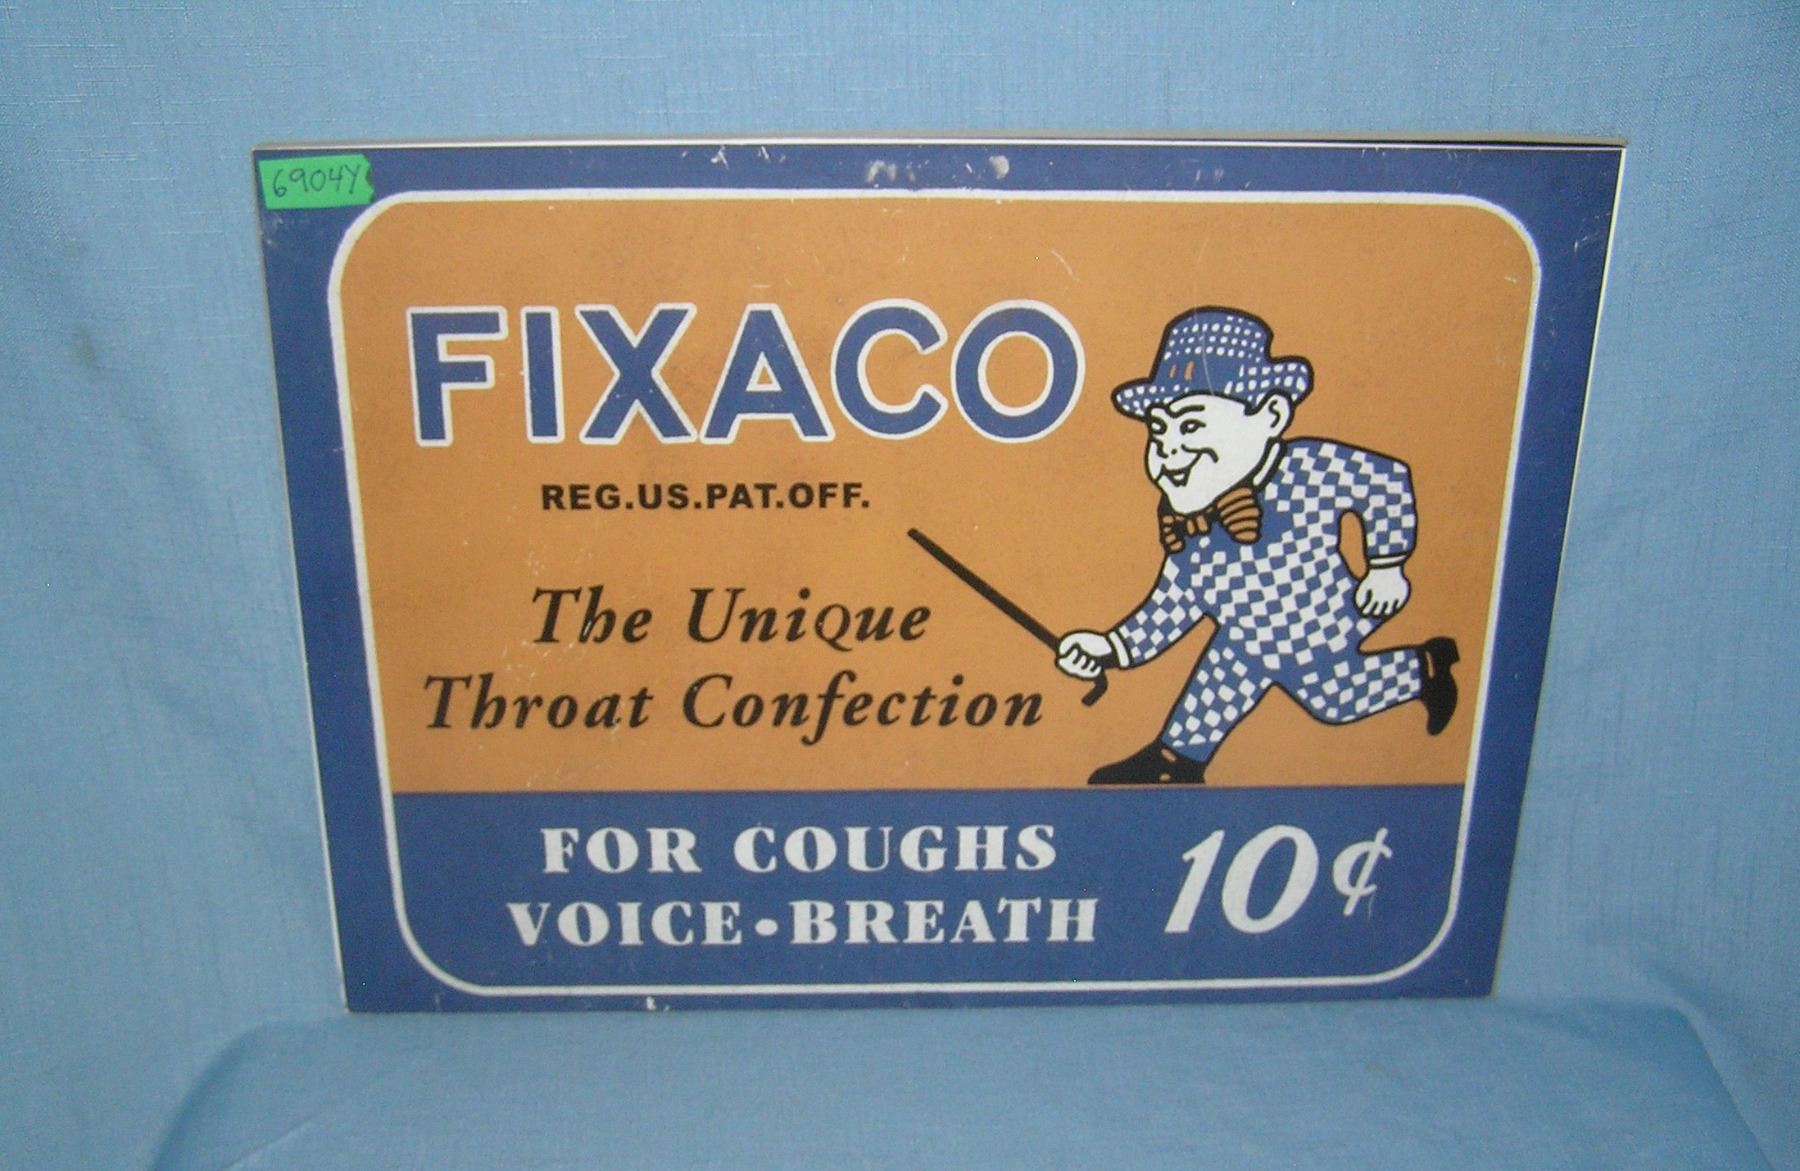 6904Y
FIXACO
REG.US.PAT.OFF.
The UniQue
Throat Confection
FOR COUGHS
VOICE•BREATH
10¢